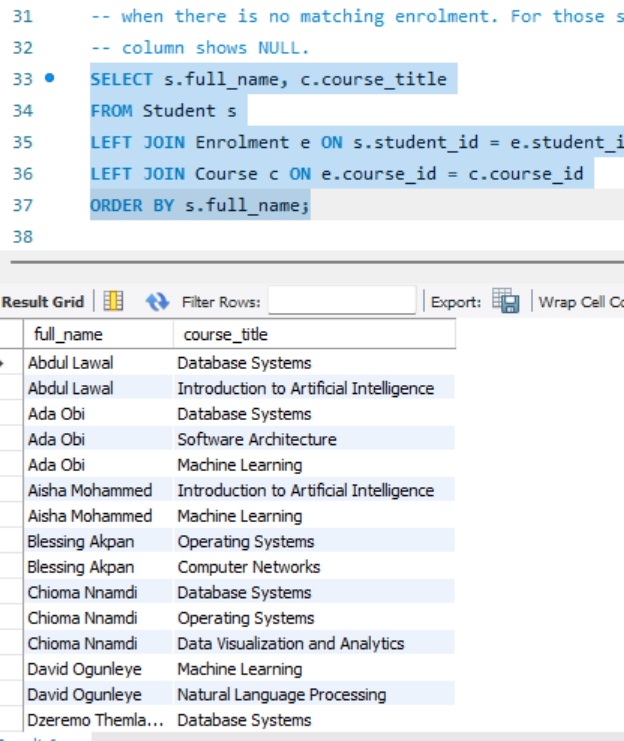 31 -- when there is no matching enrolment. For those s
32 -- column shows NULL.
33 SELECT s.full_name, c.course_title
34 FROM Student s
35 LEFT JOIN Enrolment e ON s.student_id = e.student_i
36 LEFT JOIN Course c ON e.course_id = c.course_id
37 ORDER BY s.full_name;
38
Result Grid Filter Rows: Export: Wrap Cell Co
full_name course_title
Abdul Lawal Database Systems
Abdul Lawal Introduction to Artificial Intelligence
Ada Obi Database Systems
Ada Obi Software Architecture
Ada Obi Machine Learning
Aisha Mohammed Introduction to Artificial Intelligence
Aisha Mohammed Machine Learning
Blessing Akpan Operating Systems
Blessing Akpan Computer Networks
Chioma Nnamdi Database Systems
Chioma Nnamdi Operating Systems
Chioma Nnamdi Data Visualization and Analytics
David Ogunleye Machine Learning
David Ogunleye Natural Language Processing
Dzeremo Themla... Database Systems